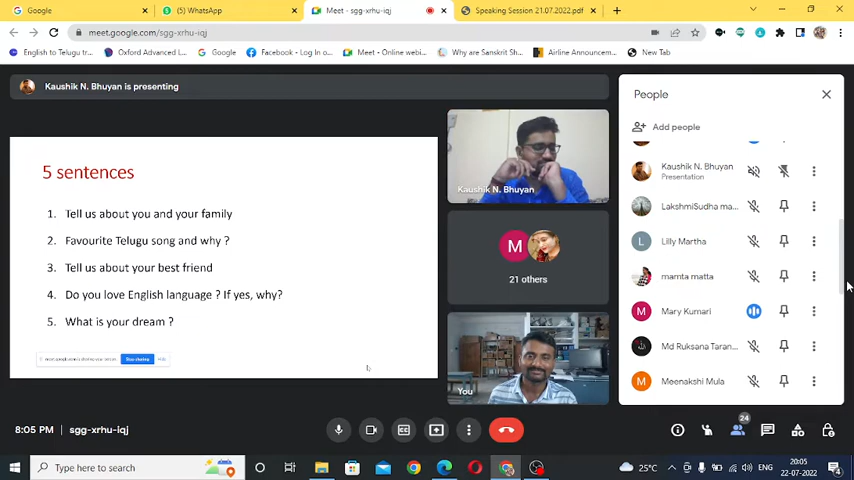 Google
(5) WhatsApp
Meet - sgg-xrhu-iqj
Speaking Session 21.07.2022.pdf
meet.google.com/sgg-xrhu-iqj
English to Telugu tr...
Oxford Advanced L...
Google
Facebook - Log In o...
Meet - Online webi...
Why are Sanskrit Sh...
Airline Announcem...
New Tab
Kaushik N. Bhuyan is presenting
5 sentences
1. Tell us about you and your family
2. Favourite Telugu song and why ?
3. Tell us about your best friend
4. Do you love English language ? If yes, why?
5. What is your dream ?
Stop sharing
Hide
Kaushik N. Bhuyan
M
21 others
You
People
Add people
Kaushik N. Bhuyan
Presentation
LakshmiSudha ma...
L Lilly Martha
mamta matta
M Mary Kumari
Md Ruksana Taran...
M Meenakshi Mula
8:05 PM | sgg-xrhu-iqj
24
Type here to search
25°C
ENG
20:05
22-07-2022
4